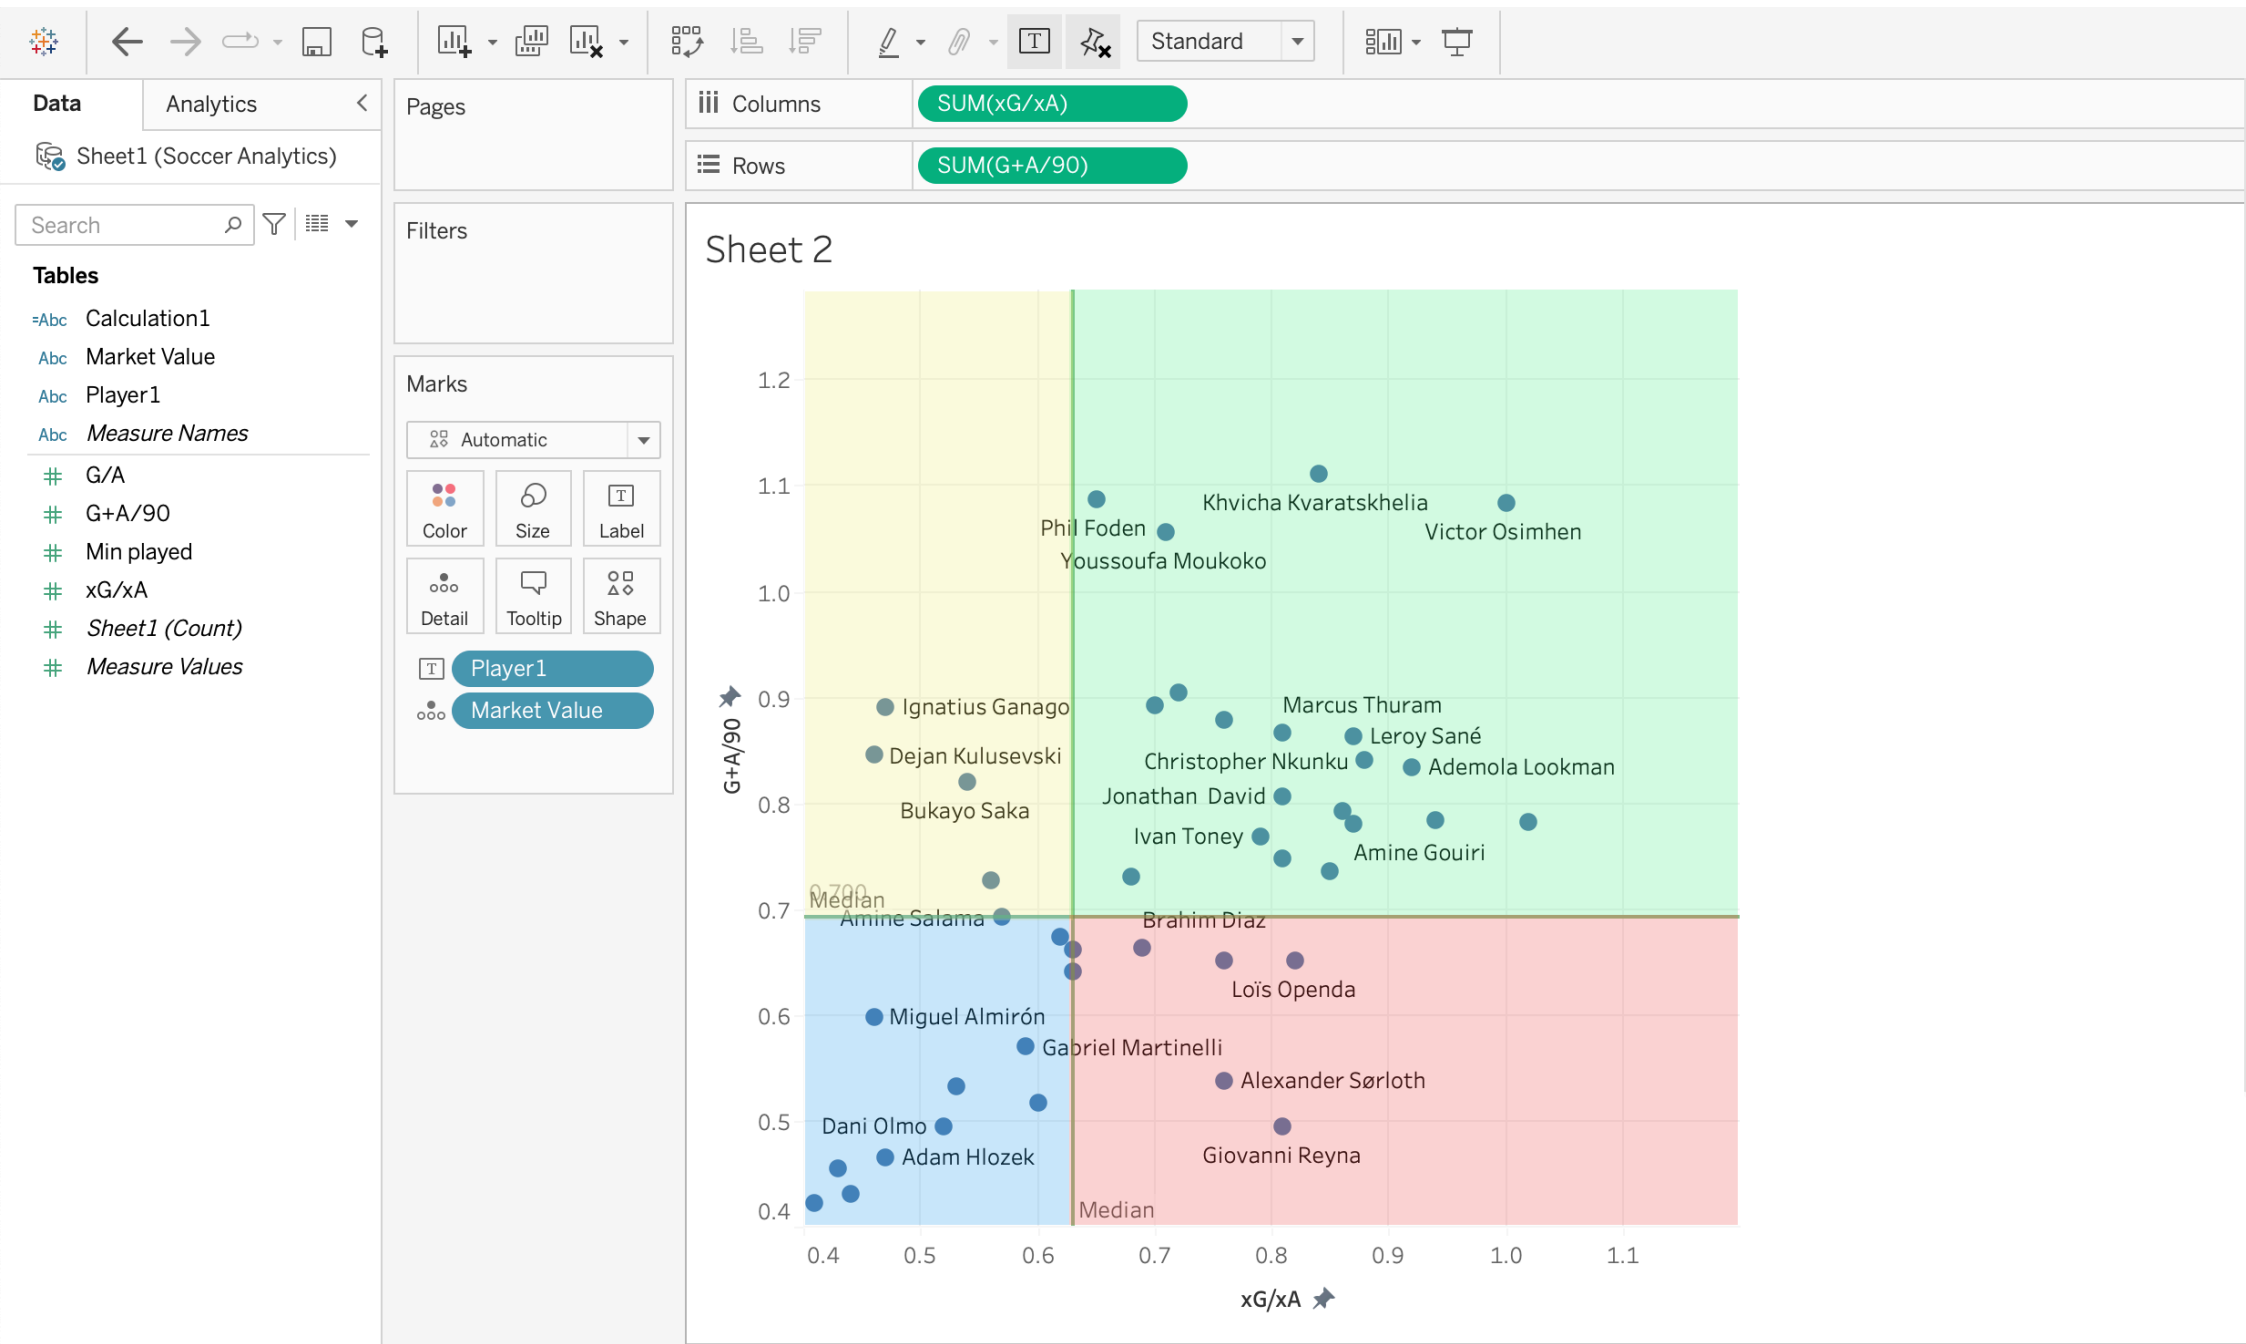 Standard
Data
Analytics
Sheet1 (Soccer Analytics)
Search
Tables
=Abc Calculation1
Abc Market Value
Abc Player1
Abc Measure Names
G/A
G+A/90
Min played
xG/xA
Sheet1 (Count)
Measure Values
Pages
Filters
Marks
Automatic
Color Size Label
Detail Tooltip Shape
Player1
Market Value
Columns SUM(xG/xA)
Rows SUM(G+A/90)
Sheet 2
1.2
1.1
1.0
0.9
0.8
0.7
0.6
0.5
0.4
G+A/90
Khvicha Kvaratskhelia
Phil Foden
Victor Osimhen
Youssoufa Moukoko
Ignatius Ganago
Marcus Thuram
Leroy Sané
Dejan Kulusevski
Christopher Nkunku
Ademola Lookman
Jonathan David
Bukayo Saka
Ivan Toney
Amine Gouiri
0.700
Median
Amine Salama
Brahim Diaz
Loïs Openda
Miguel Almirón
Gabriel Martinelli
Alexander Sørloth
Dani Olmo
Adam Hlozek
Giovanni Reyna
Median
0.4 0.5 0.6 0.7 0.8 0.9 1.0 1.1
xG/xA